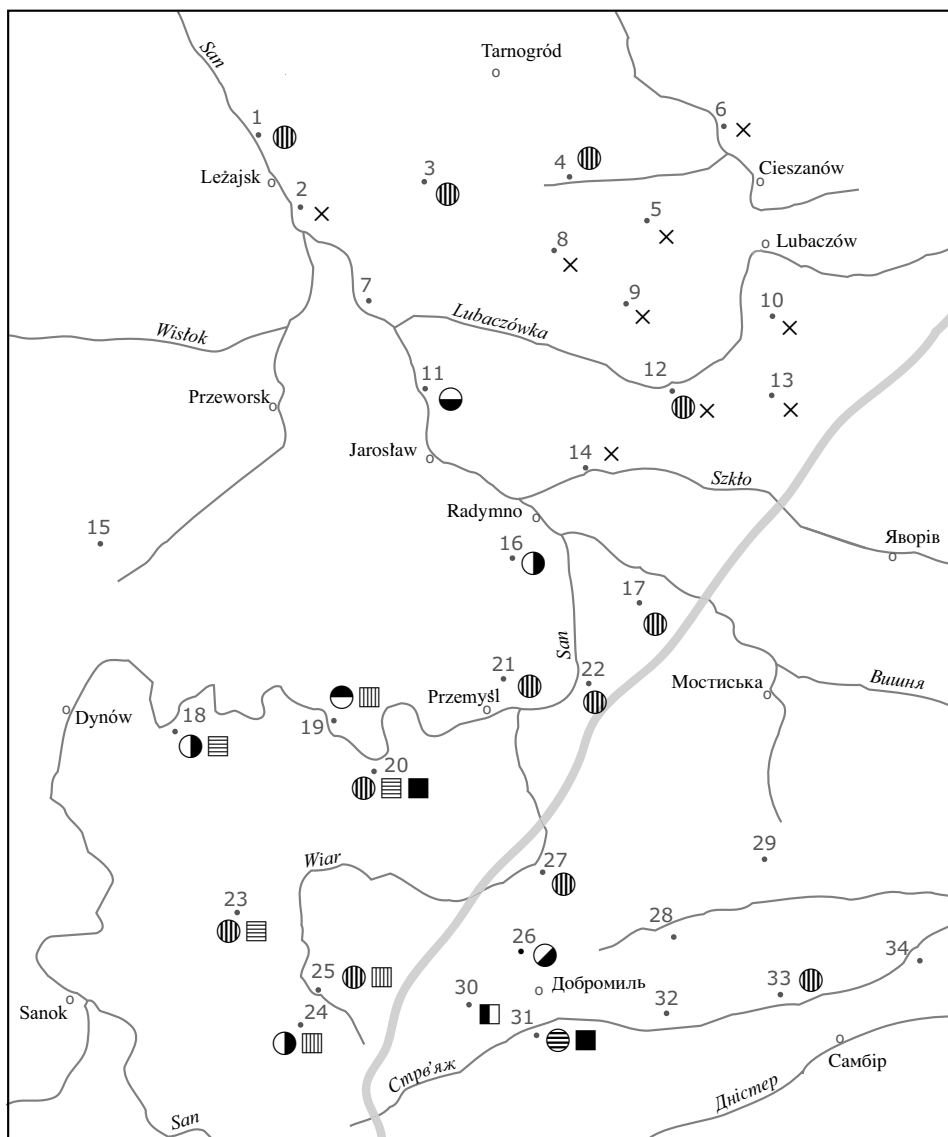 San
Tarnogród
1
6
Leżajsk
3
4
Cieszanów
2
5
8
Lubaczów
7
9
10
Wisłok
Lubaczówka
11
12
13
Przeworsk
Jarosław
14
Szkło
Radymno
15
16
Яворів
17
San
21
22
Мостиська
Вишня
Dynów
18
19
Przemyśl
20
Wiar
27
29
23
28
26
34
25
30
Добромиль
33
Sanok
24
31
32
Стрв'яж
Самбір
San
Дністер